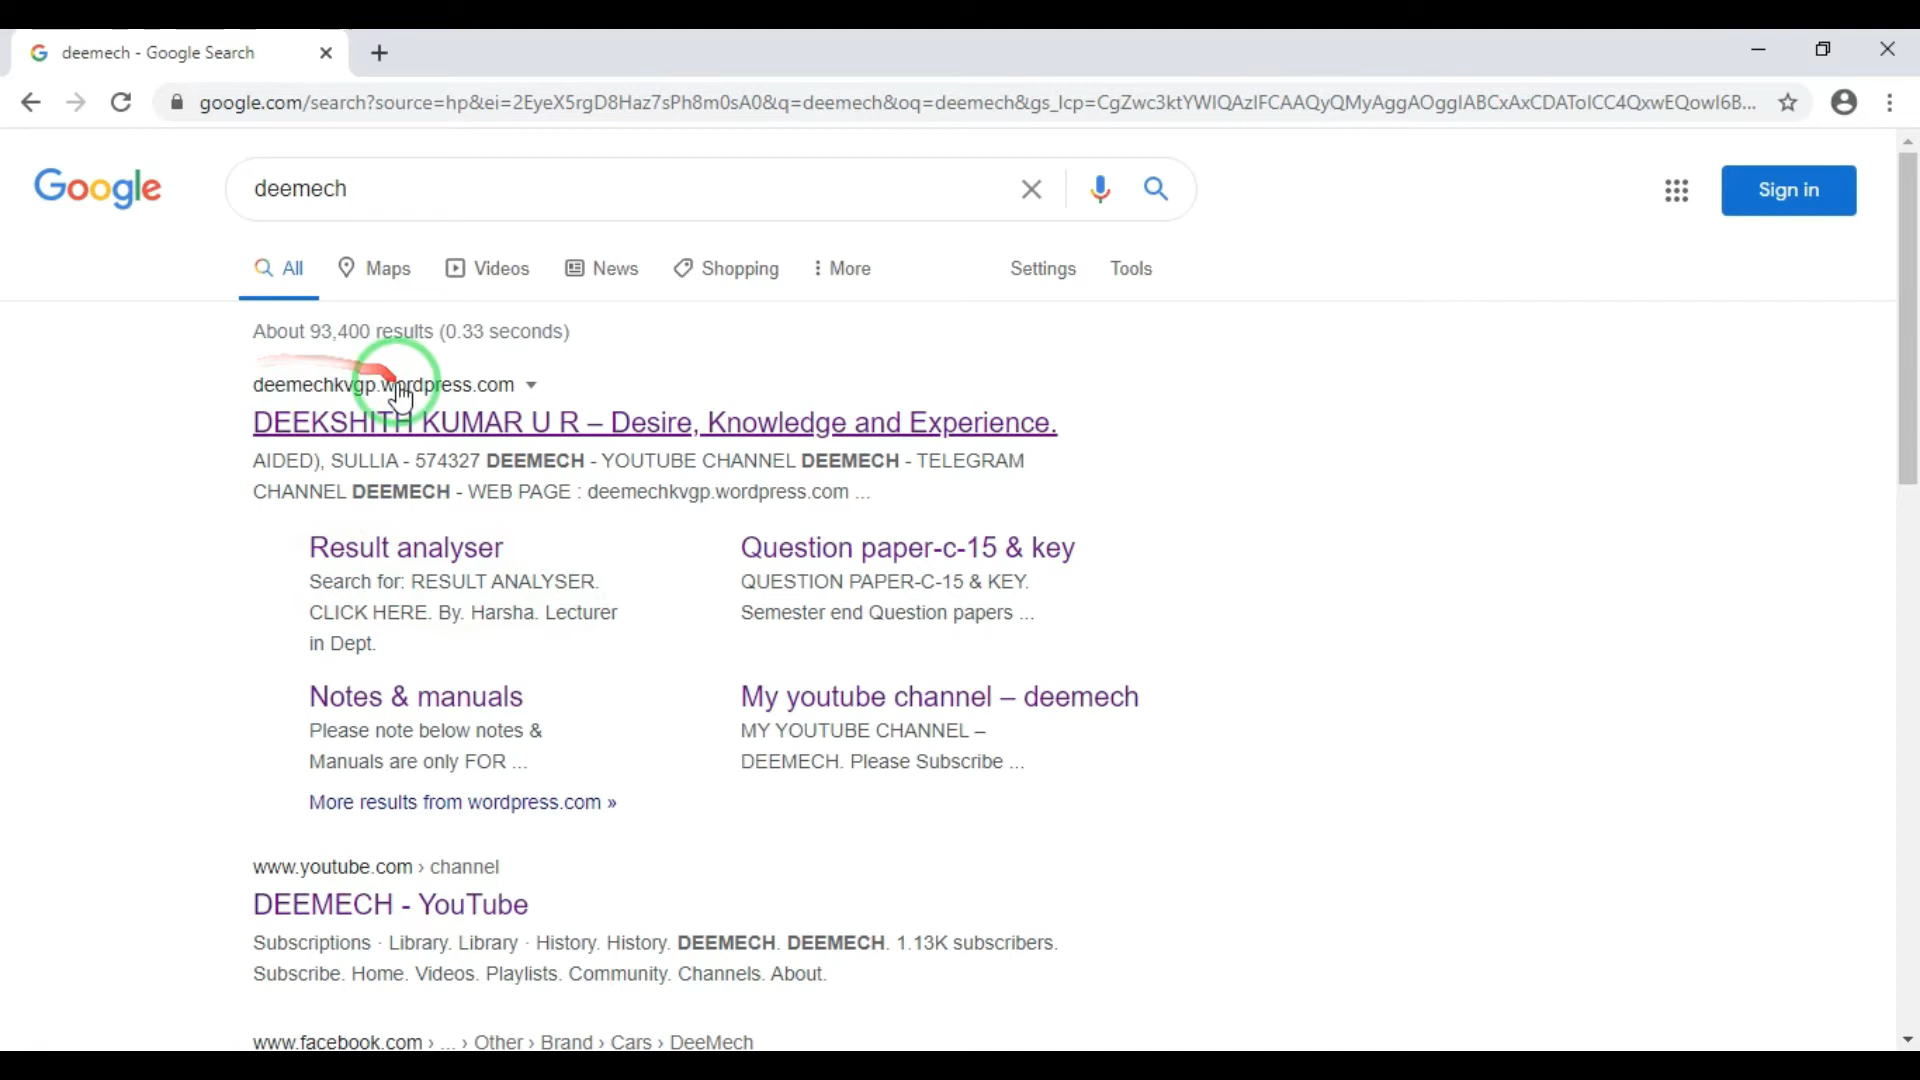 deemech - Google Search
google.com/search?source=hp&ei=2EyeX5rgD8Haz7sPh8m0sA0&q=deemech&oq=deemech&gs_lcp=CgZwc3ktYWIQAzIFCAAQyQMyAggAOggIABCxAxCDAToICC4QxwEQowI6B...
Google
deemech
Sign in
All Maps Videos News Shopping More Settings Tools
About 93,400 results (0.33 seconds)
deemechkvgp.wordpress.com
DEEKSHITH KUMAR U R – Desire, Knowledge and Experience.
AIDED), SULLIA - 574327 DEEMECH - YOUTUBE CHANNEL DEEMECH - TELEGRAM
CHANNEL DEEMECH - WEB PAGE : deemechkvgp.wordpress.com ...
Result analyser
Search for: RESULT ANALYSER.
CLICK HERE. By. Harsha. Lecturer
in Dept.
Question paper-c-15 & key
QUESTION PAPER-C-15 & KEY.
Semester end Question papers ...
Notes & manuals
Please note below notes &
Manuals are only FOR ...
My youtube channel – deemech
MY YOUTUBE CHANNEL –
DEEMECH. Please Subscribe ...
More results from wordpress.com »
www.youtube.com › channel
DEEMECH - YouTube
Subscriptions · Library. Library · History. History. DEEMECH. DEEMECH. 1.13K subscribers.
Subscribe. Home. Videos. Playlists. Community. Channels. About.
www.facebook.com › ... › Other › Brand › Cars › DeeMech